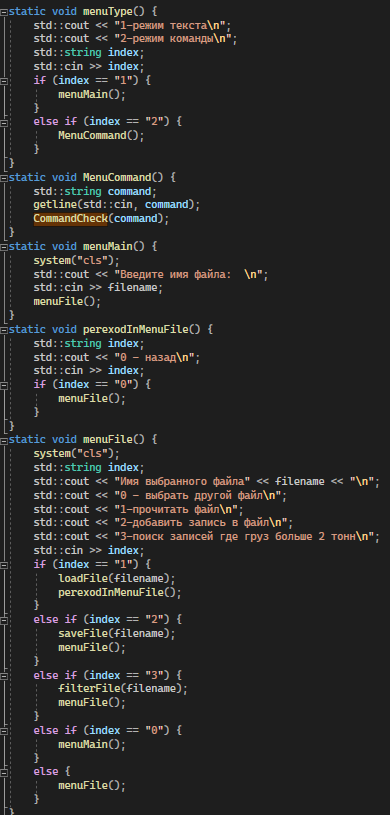 static void menuType() {
    std::cout << "1-режим текста\n";
    std::cout << "2-режим команды\n";
    std::string index;
    std::cin >> index;
    if (index == "1") {
        menuMain();
    }
    else if (index == "2") {
        MenuCommand();
    }
}
static void MenuCommand() {
    std::string command;
    getline(std::cin, command);
    CommandCheck(command);
}
static void menuMain() {
    system("cls");
    std::cout << "Введите имя файла:  \n";
    std::cin >> filename;
    menuFile();
}
static void perexodInMenuFile() {
    std::string index;
    std::cout << "0 - назад\n";
    std::cin >> index;
    if (index == "0") {
        menuFile();
    }
}
static void menuFile() {
    system("cls");
    std::string index;
    std::cout << "Имя выбранного файла" << filename << "\n";
    std::cout << "0 - выбрать другой файл\n";
    std::cout << "1-прочитать файл\n";
    std::cout << "2-добавить запись в файл\n";
    std::cout << "3-поиск записей где груз больше 2 тонн\n";
    std::cin >> index;
    if (index == "1") {
        loadFile(filename);
        perexodInMenuFile();
    }
    else if (index == "2") {
        saveFile(filename);
        menuFile();
    }
    else if (index == "3") {
        filterFile(filename);
        menuFile();
    }
    else if (index == "0") {
        menuMain();
    }
    else {
        menuFile();
    }
}